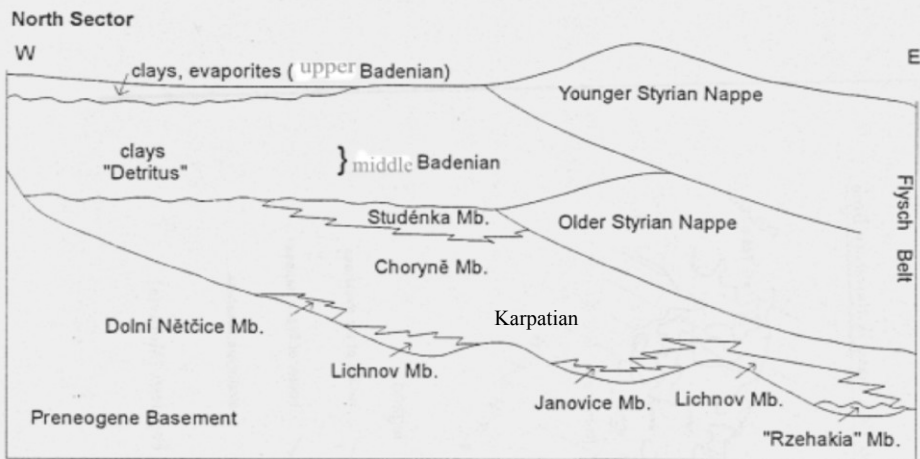 North Sector
W
E
clays, evaporites ( upper Badenian)
Younger Styrian Nappe
clays
"Detritus"
} middle Badenian
Flysch Belt
Studénka Mb.
Older Styrian Nappe
Choryně Mb.
Karpatian
Dolní Nětčice Mb.
Lichnov Mb.
Janovice Mb.
Lichnov Mb.
Preneogene Basement
"Rzehakia" Mb.